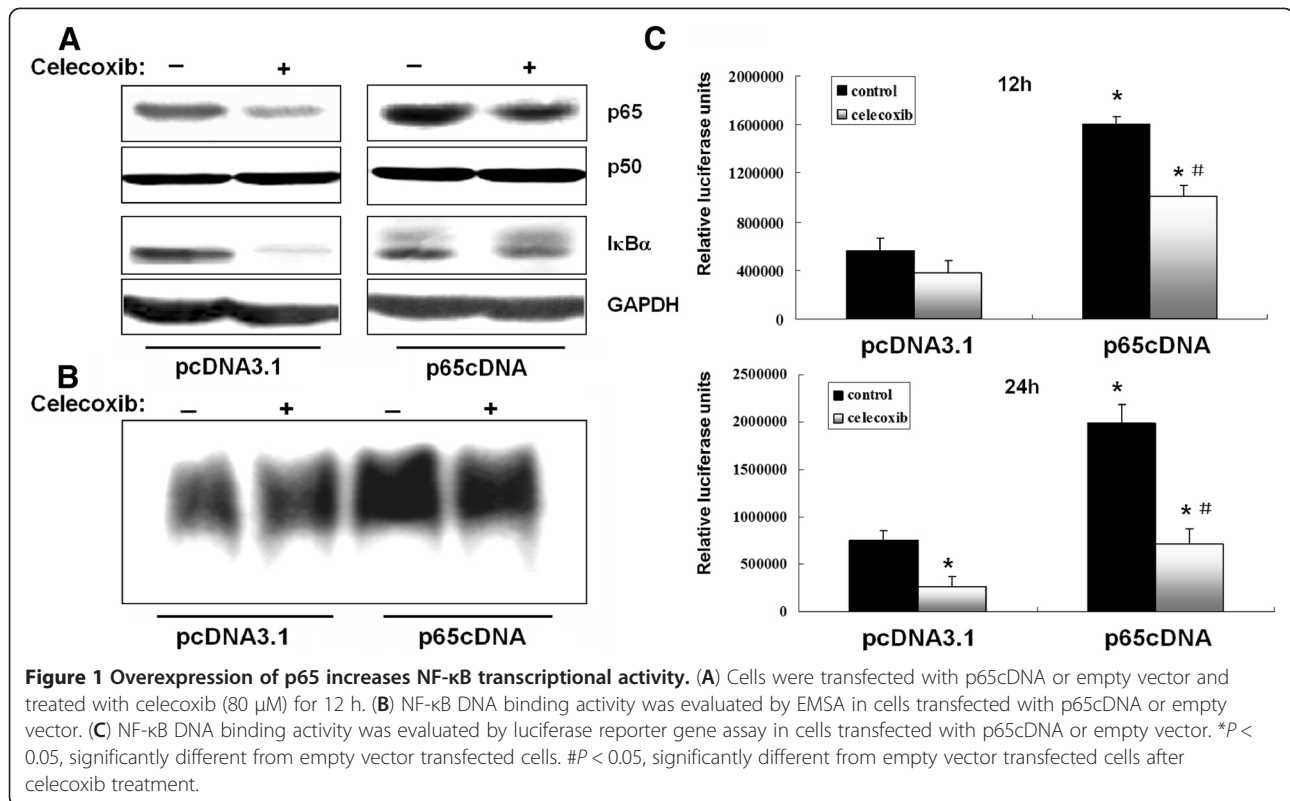 A
Celecoxib: – + – +
p65
p50
IκBα
GAPDH
pcDNA3.1 p65cDNA
B
Celecoxib: – + – +
pcDNA3.1 p65cDNA
C
Relative luciferase units
2000000
1600000
1200000
800000
400000
0
control
celecoxib
12h
*
* #
pcDNA3.1 p65cDNA
Relative luciferase units
2500000
2000000
1500000
1000000
500000
0
control
celecoxib
24h
*
*
* #
pcDNA3.1 p65cDNA
Figure 1 Overexpression of p65 increases NF-κB transcriptional activity. (A) Cells were transfected with p65cDNA or empty vector and
treated with celecoxib (80 μM) for 12 h. (B) NF-κB DNA binding activity was evaluated by EMSA in cells transfected with p65cDNA or empty
vector. (C) NF-κB DNA binding activity was evaluated by luciferase reporter gene assay in cells transfected with p65cDNA or empty vector. *P <
0.05, significantly different from empty vector transfected cells. #P < 0.05, significantly different from empty vector transfected cells after
celecoxib treatment.